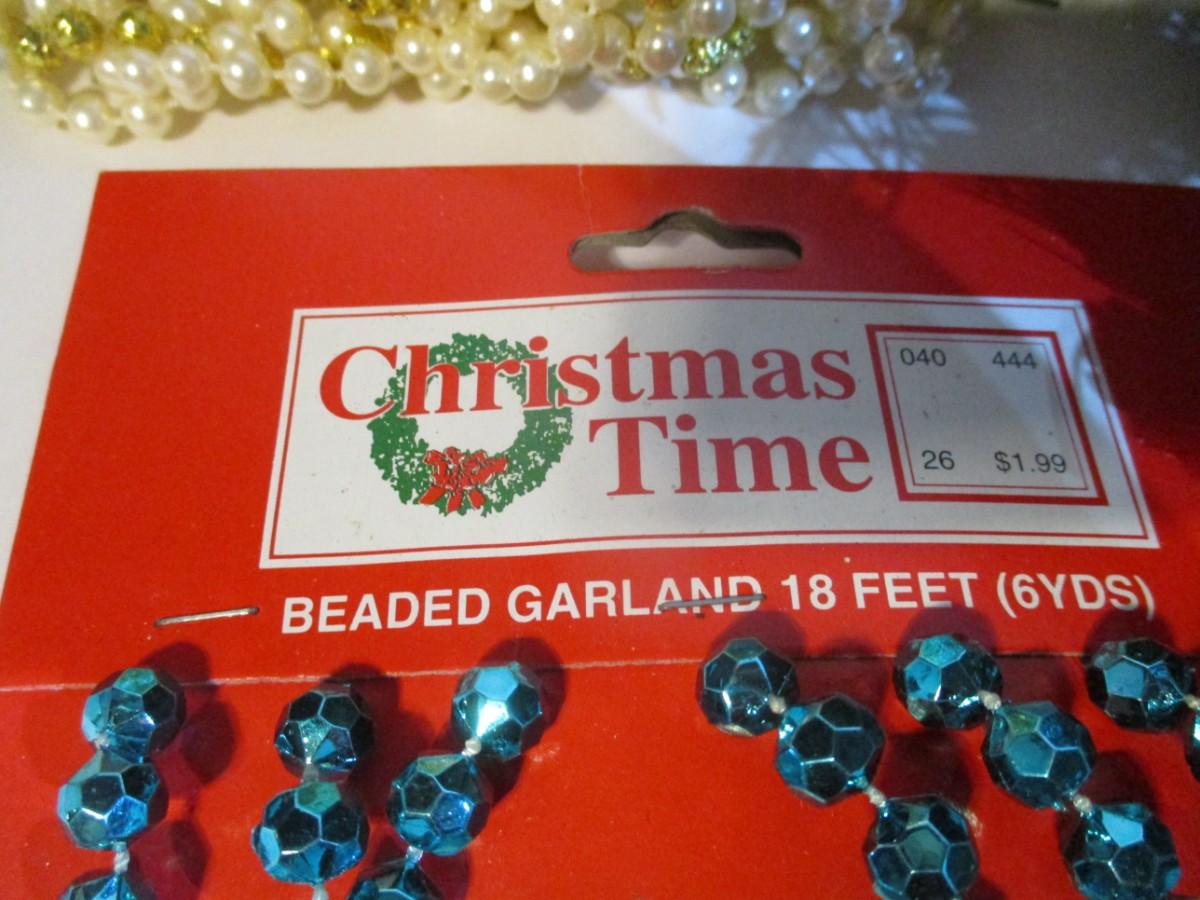 Christmas
Time
040 444
26 $1.99
BEADED GARLAND 18 FEET (6YDS)